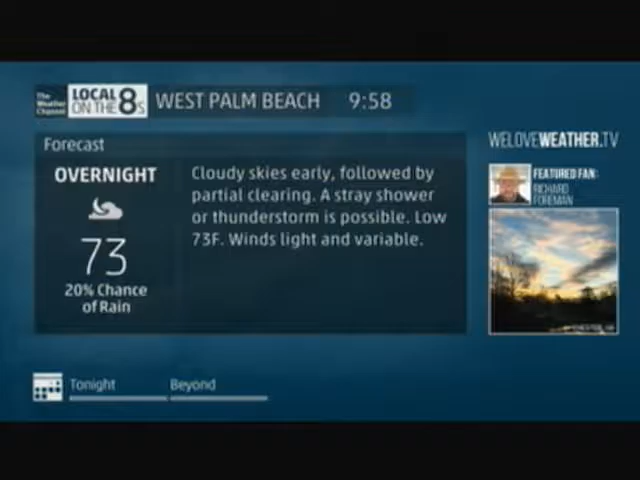 The Weather Channel
LOCAL ON THE 8s
WEST PALM BEACH 9:58
Forecast
WELOVEWEATHER.TV
OVERNIGHT
73
20% Chance
of Rain
Cloudy skies early, followed by
partial clearing. A stray shower
or thunderstorm is possible. Low
73F. Winds light and variable.
FEATURED FAN:
RICHARD
FOREMAN
Tonight
Beyond